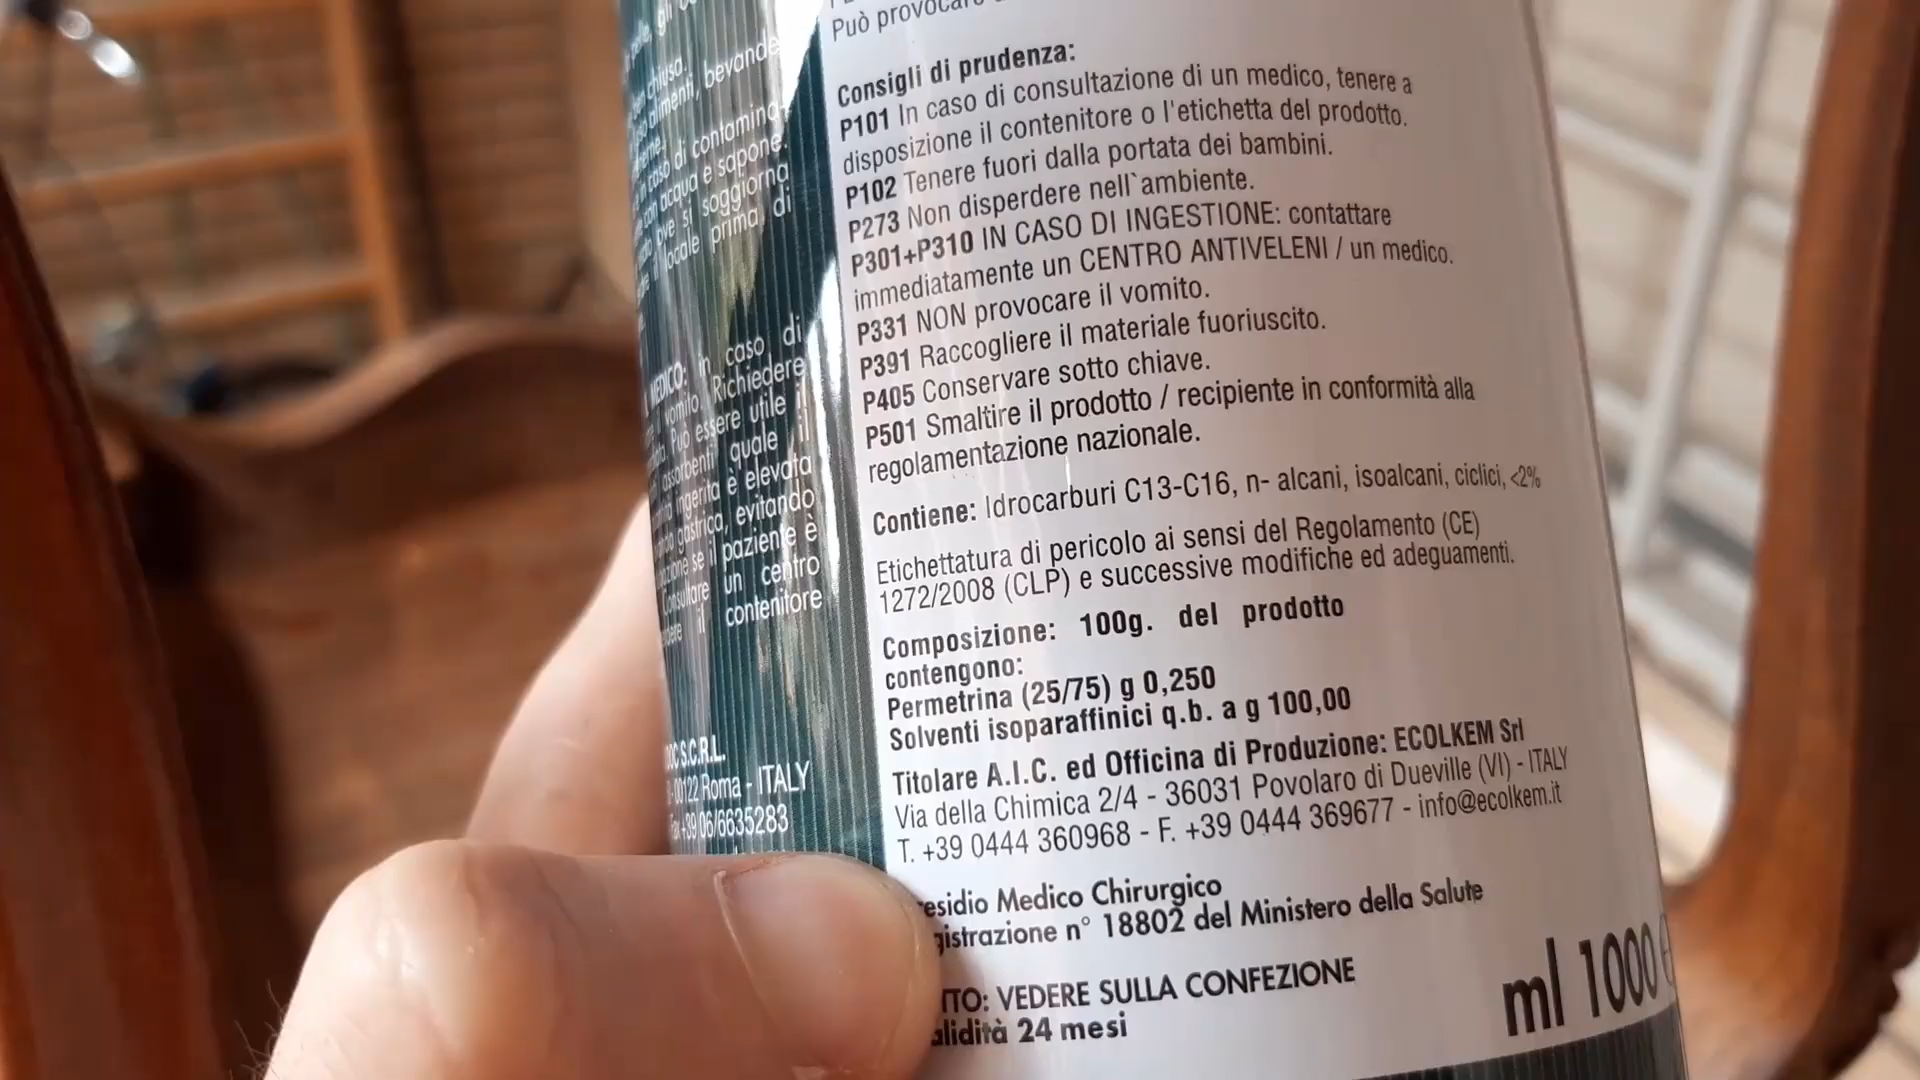 Può provocare
Consigli di prudenza:
P101 In caso di consultazione di un medico, tenere a
disposizione il contenitore o l'etichetta del prodotto.
P102 Tenere fuori dalla portata dei bambini.
P273 Non disperdere nell`ambiente.
P301+P310 IN CASO DI INGESTIONE: contattare
immediatamente un CENTRO ANTIVELENI / un medico.
P331 NON provocare il vomito.
P391 Raccogliere il materiale fuoriuscito.
P405 Conservare sotto chiave.
P501 Smaltire il prodotto / recipiente in conformità alla
regolamentazione nazionale.
Contiene: Idrocarburi C13-C16, n- alcani, isoalcani, ciclici, <2%
Etichettatura di pericolo ai sensi del Regolamento (CE)
1272/2008 (CLP) e successive modifiche ed adeguamenti.
Composizione: 100g. del prodotto
contengono:
Permetrina (25/75) g 0,250
Solventi isoparaffinici q.b. a g 100,00
Titolare A.I.C. ed Officina di Produzione: ECOLKEM Srl
Via della Chimica 2/4 - 36031 Povolaro di Dueville (VI) - ITALY
T. +39 0444 360968 - F. +39 0444 369677 - info@ecolkem.it
esidio Medico Chirurgico
gistrazione n° 18802 del Ministero della Salute
TTO: VEDERE SULLA CONFEZIONE
alidità 24 mesi
ml 1000 e
chiusa.
alimenti, bevande
in caso di contamina-
con acqua e sapone.
ove si soggiorna
il locale prima di
MEDICO: in caso di
vomito. Richiedere
Può essere utile il
assorbenti quale il
ingerita è elevata
gastrica, evitando
se il paziente è
Consultare un centro
il contenitore
S.C.R.L.
00122 Roma - ITALY
+39 06/6635283